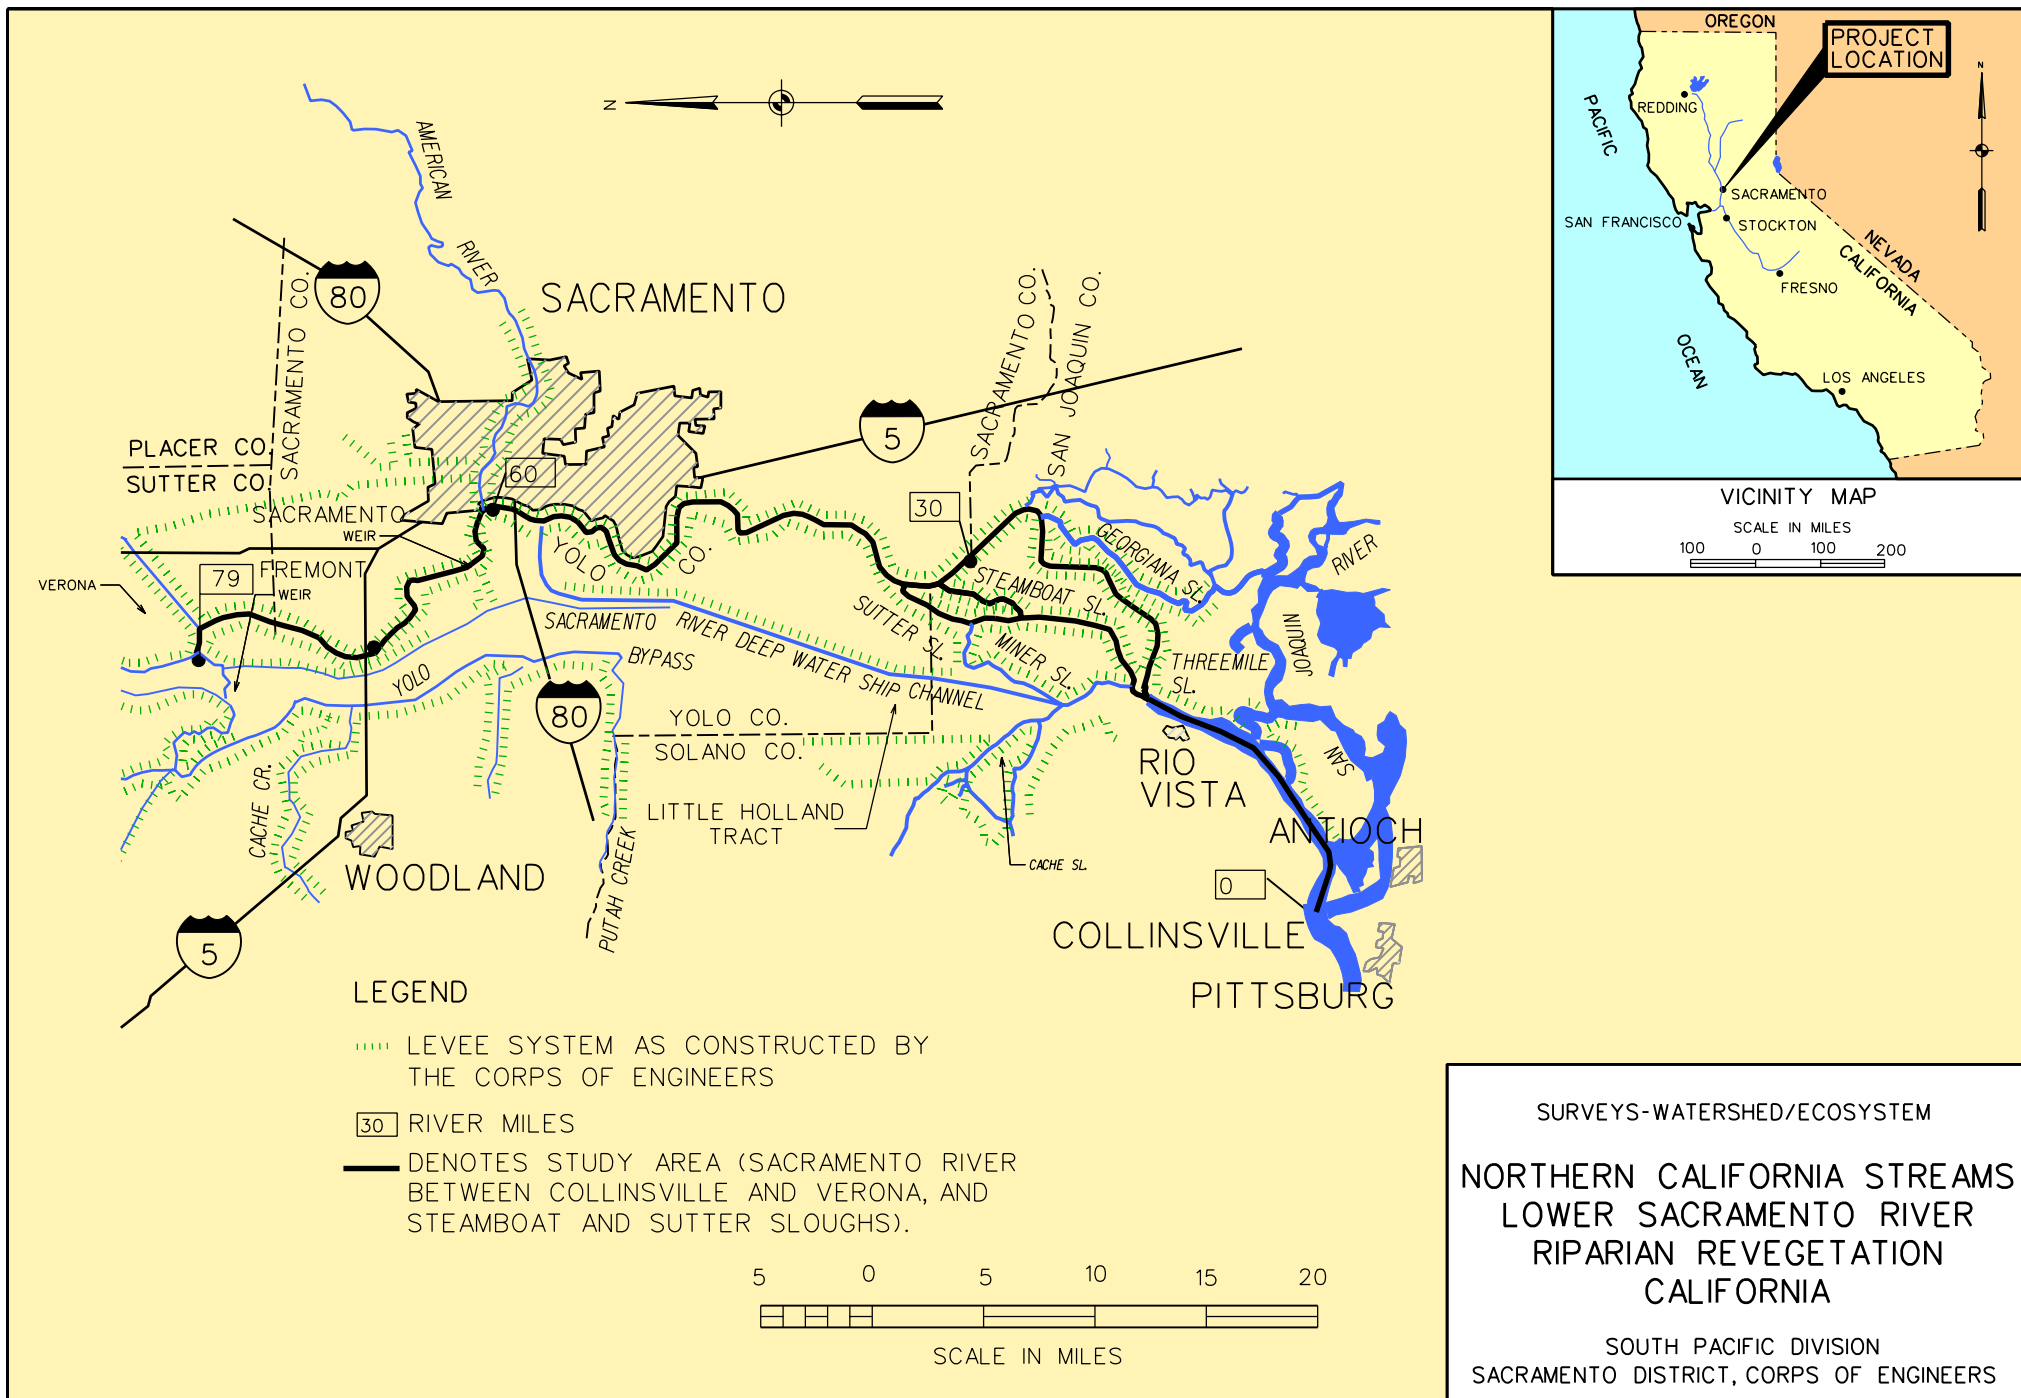 OREGON
PROJECT
LOCATION
N
REDDING
PACIFIC
SACRAMENTO
SAN FRANCISCO
STOCKTON
NEVADA
CALIFORNIA
FRESNO
OCEAN
LOS ANGELES
VICINITY MAP
SCALE IN MILES
100 0 100 200
N
AMERICAN
RIVER
80
SACRAMENTO
SACRAMENTO CO.
PLACER CO.
SUTTER CO.
5
SACRAMENTO CO.
SAN JOAQUIN CO.
60
30
SACRAMENTO
WEIR
YOLO
CO.
GEORGIANA SL.
RIVER
JOAQUIN
SAN
79
FREMONT
WEIR
VERONA
STEAMBOAT SL.
SUTTER SL.
MINER SL.
THREEMILE
SL.
SACRAMENTO RIVER DEEP WATER SHIP CHANNEL
YOLO
BYPASS
80
YOLO CO.
SOLANO CO.
RIO
VISTA
LITTLE HOLLAND
TRACT
CACHE CR.
PUTAH CREEK
CACHE SL.
ANTIOCH
WOODLAND
0
COLLINSVILLE
5
PITTSBURG
LEGEND
LEVEE SYSTEM AS CONSTRUCTED BY
THE CORPS OF ENGINEERS
30 RIVER MILES
DENOTES STUDY AREA (SACRAMENTO RIVER
BETWEEN COLLINSVILLE AND VERONA, AND
STEAMBOAT AND SUTTER SLOUGHS).
5 0 5 10 15 20
SCALE IN MILES
SURVEYS-WATERSHED/ECOSYSTEM
NORTHERN CALIFORNIA STREAMS
LOWER SACRAMENTO RIVER
RIPARIAN REVEGETATION
CALIFORNIA
SOUTH PACIFIC DIVISION
SACRAMENTO DISTRICT, CORPS OF ENGINEERS